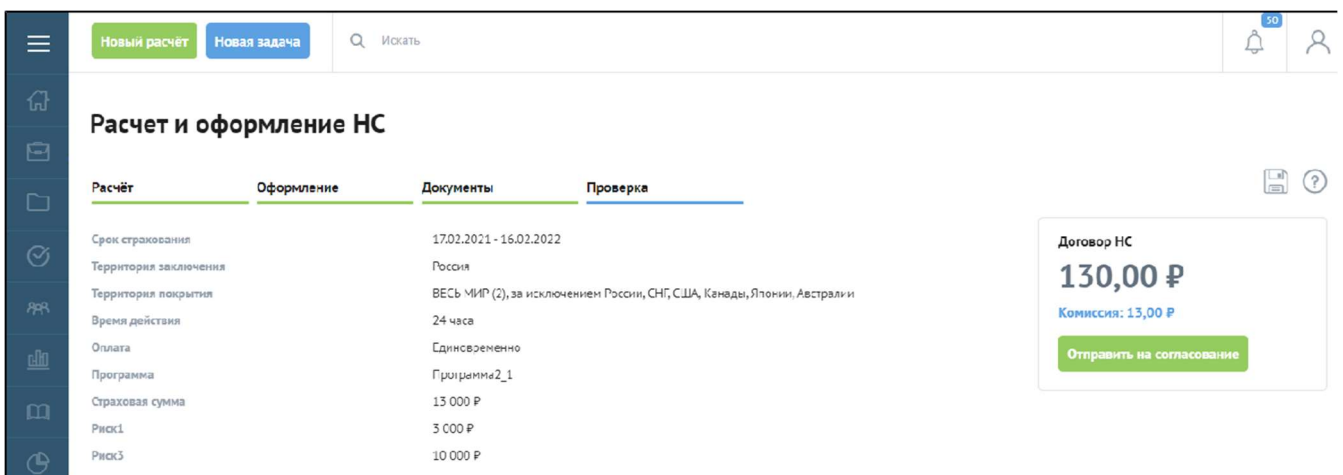 Новый расчёт Новая задача Искать 50
Расчет и оформление НС
Расчёт Оформление Документы Проверка
Срок страхования 17.02.2021 - 16.02.2022
Территория заключения Россия
Территория покрытия ВЕСЬ МИР (2), за исключением России, СНГ, США, Канады, Японии, Австралии
Время действия 24 часа
Оплата Единовременно
Программа Программа2_1
Страховая сумма 13 000 ₽
Риск1 3 000 ₽
Риск3 10 000 ₽
Договор НС
130,00 ₽
Комиссия: 13,00 ₽
Отправить на согласование